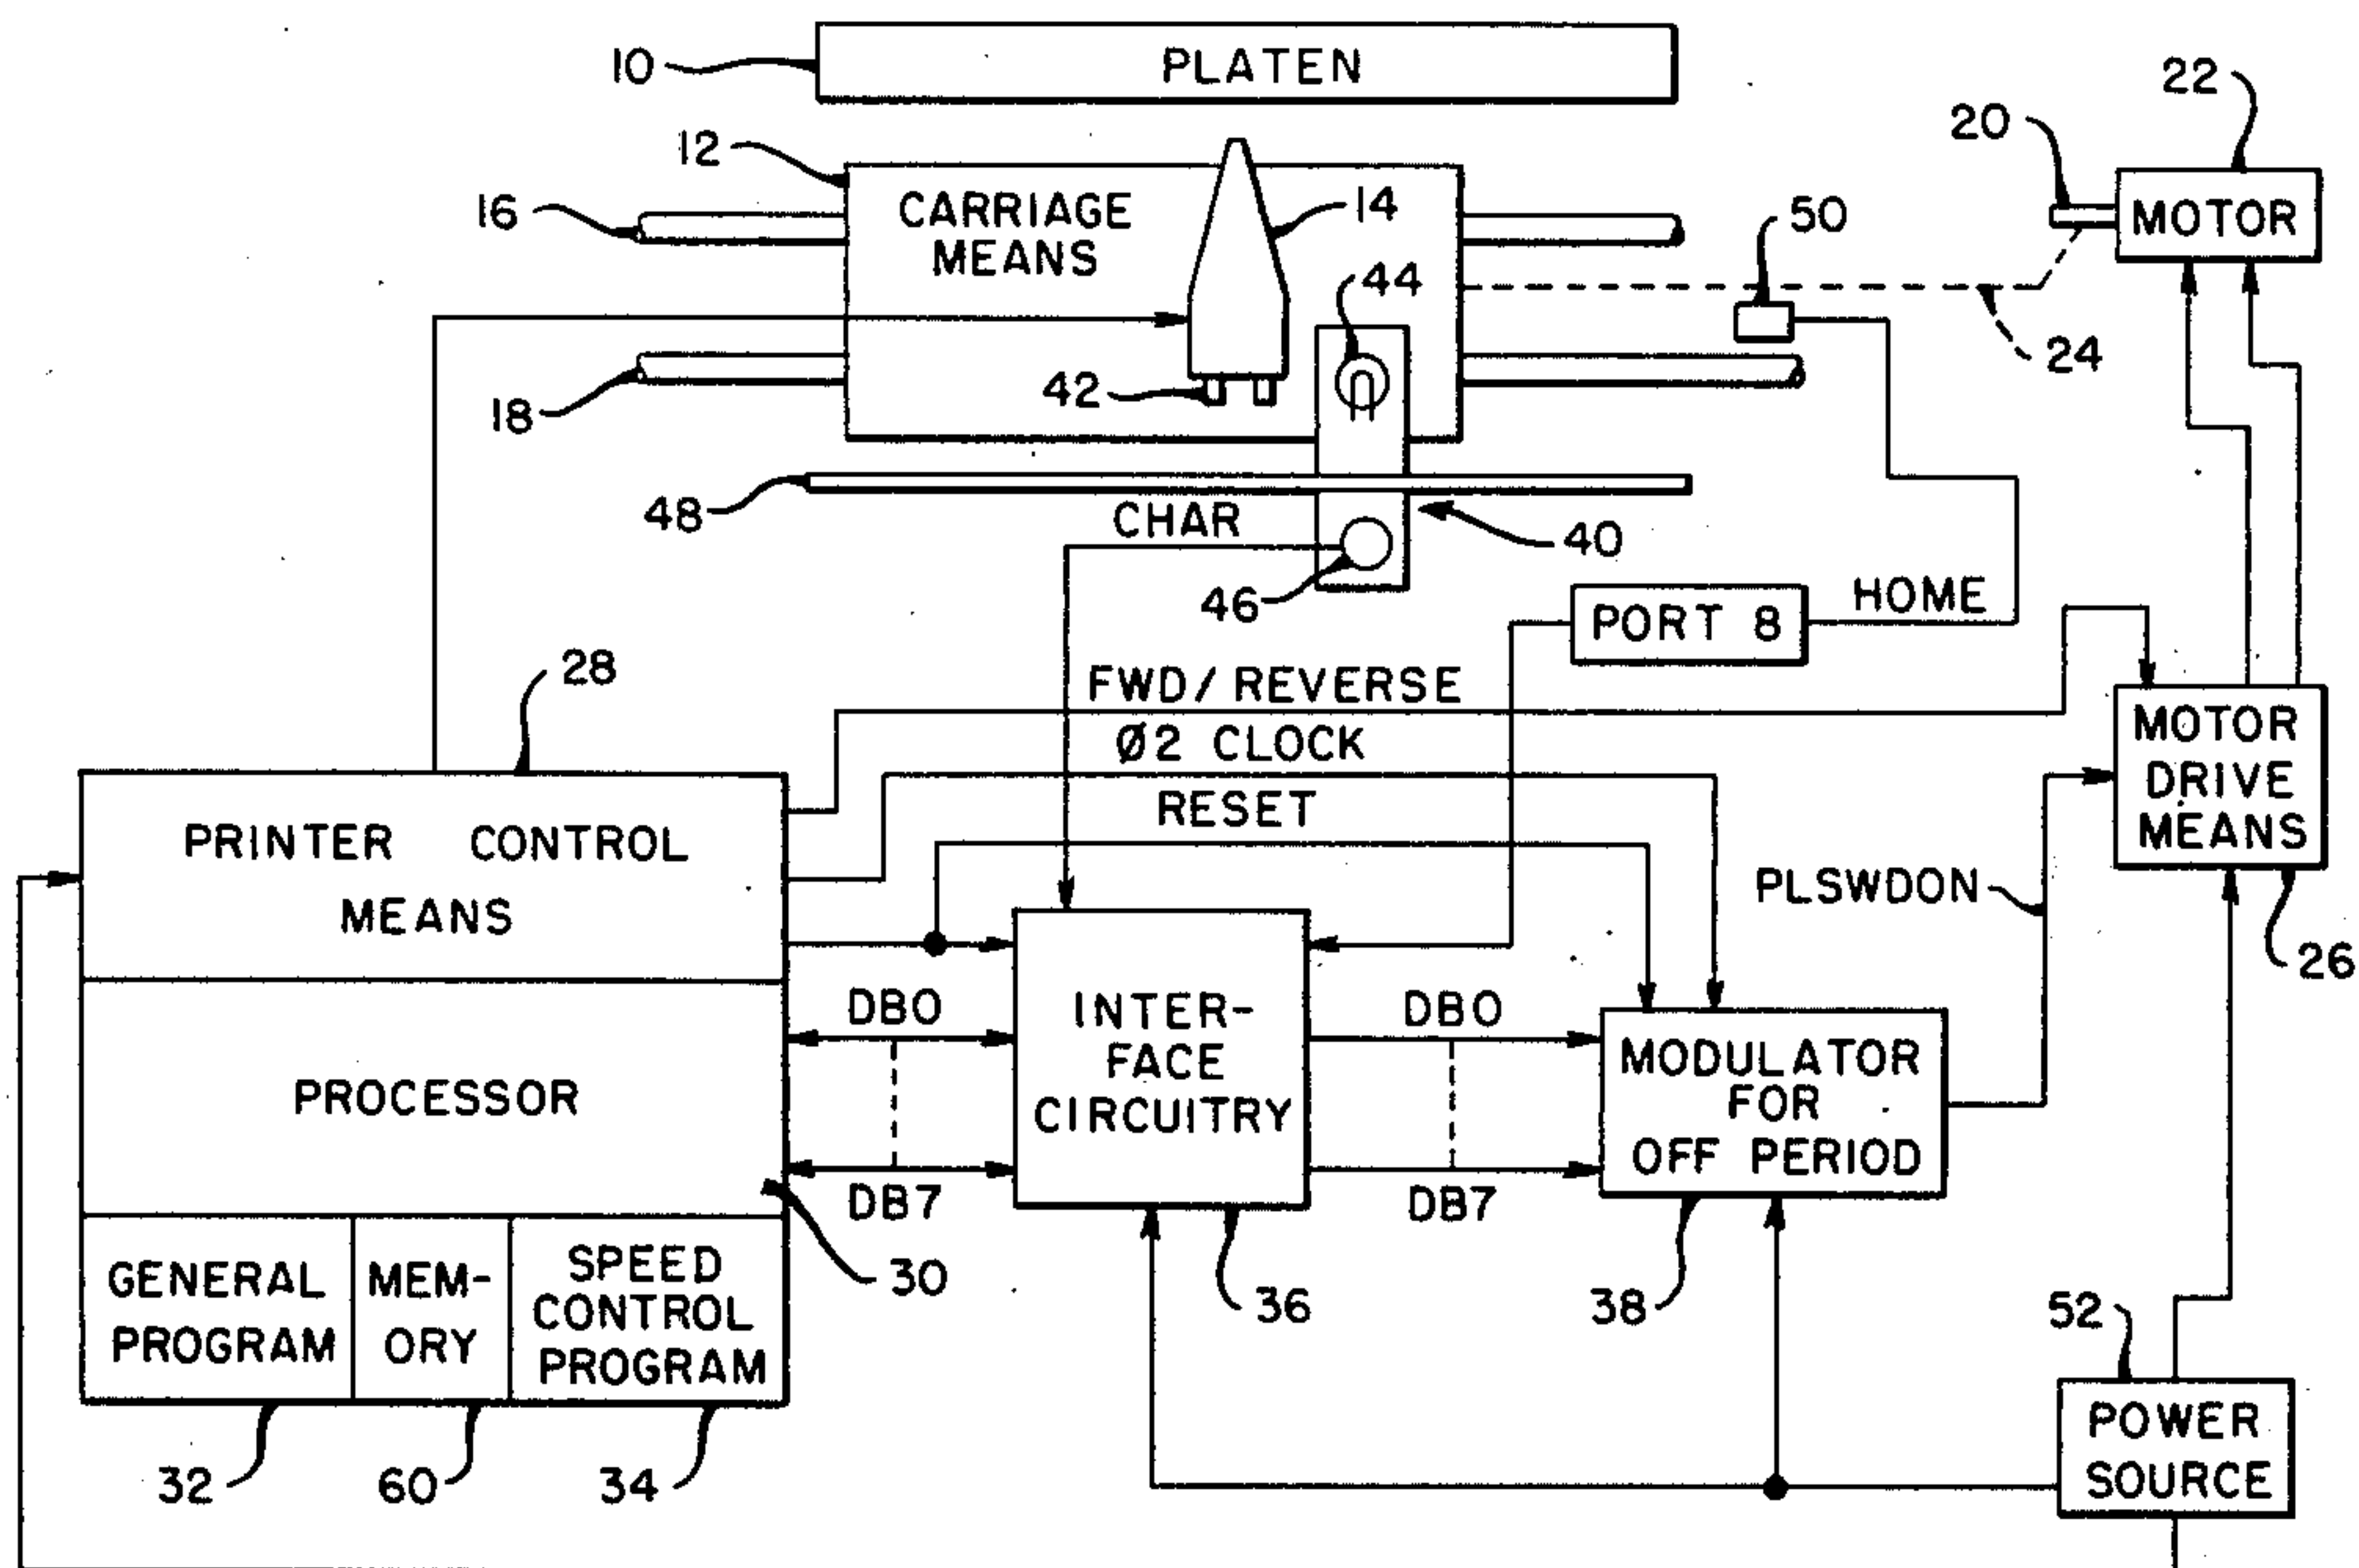 10
PLATEN
22
20
12
16
CARRIAGE
MEANS
14
50
MOTOR
44
24
42
18
48
CHAR
40
46
PORT 8
HOME
28
FWD/REVERSE
Ø2 CLOCK
RESET
MOTOR
DRIVE
MEANS
PRINTER CONTROL
MEANS
PLSWDON
26
DB0
DB0
INTER-
FACE
CIRCUITRY
MODULATOR
FOR
OFF PERIOD
PROCESSOR
DB7
DB7
30
36
38
52
GENERAL
PROGRAM
MEM-
ORY
SPEED
CONTROL
PROGRAM
POWER
SOURCE
32
60
34